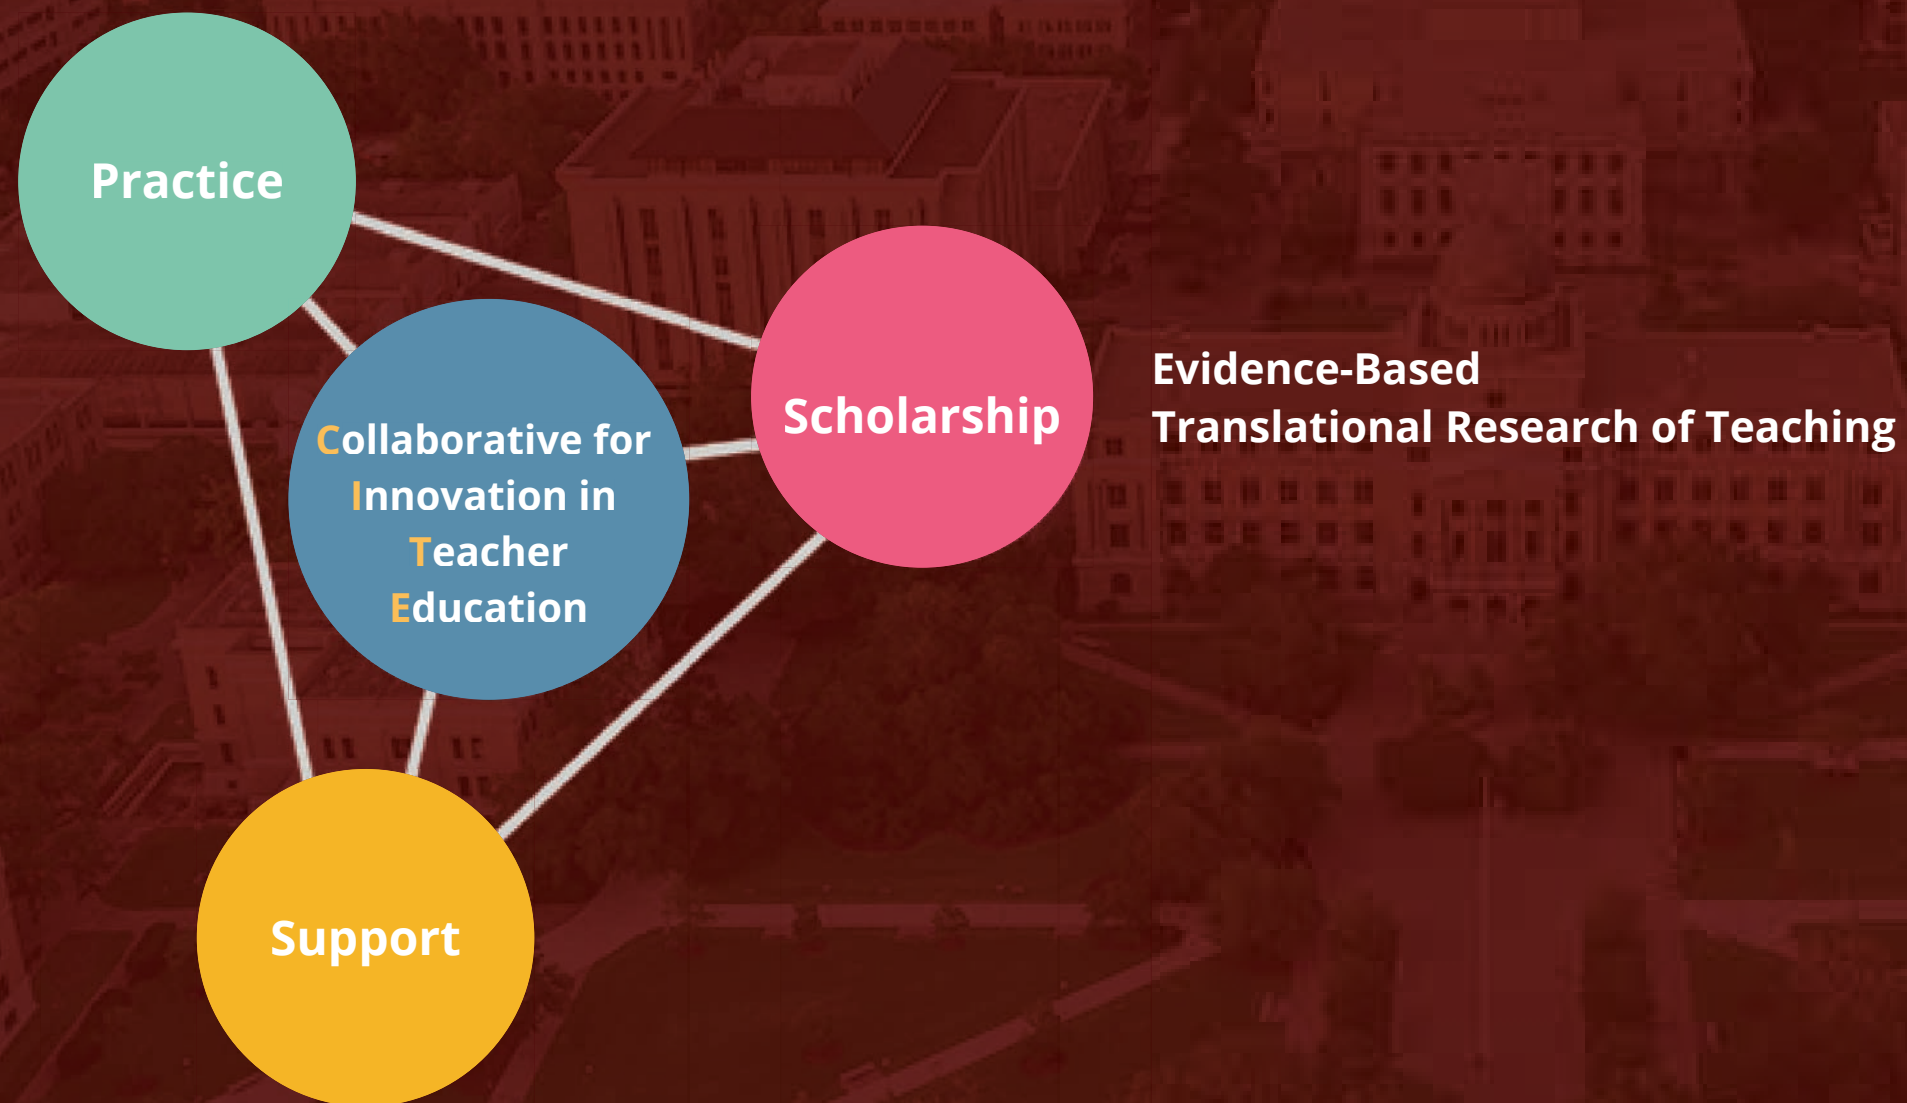 Practice
Collaborative for
Innovation in
Teacher
Education
Scholarship
Evidence-Based
Translational Research of Teaching
Support